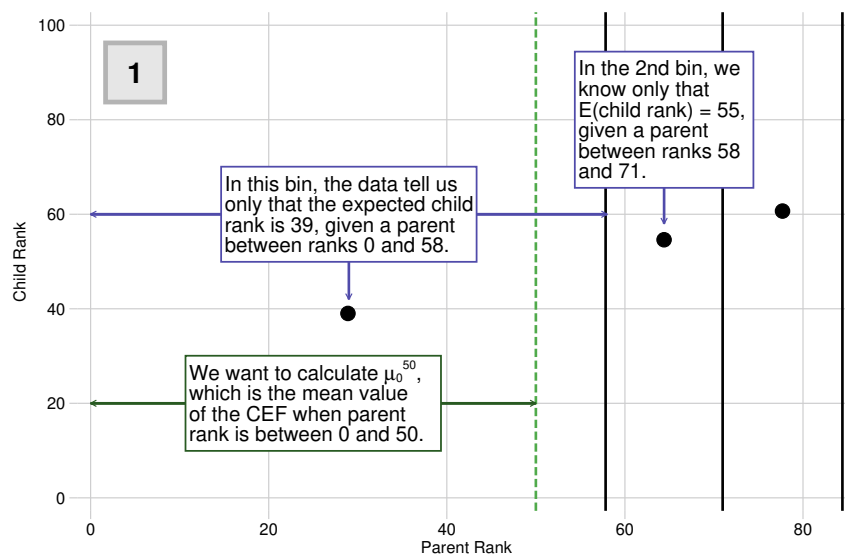 100
80
60
40
20
0
Child Rank
1
In the 2nd bin, we
know only that
E(child rank) = 55,
given a parent
between ranks 58
and 71.
In this bin, the data tell us
only that the expected child
rank is 39, given a parent
between ranks 0 and 58.
We want to calculate μ₀⁵⁰,
which is the mean value
of the CEF when parent
rank is between 0 and 50.
0
20
40
60
80
Parent Rank